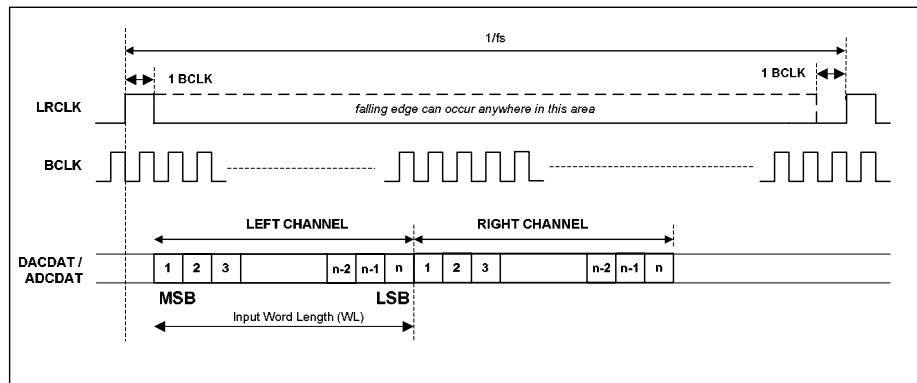 1/fs
1 BCLK
1 BCLK
LRCLK
falling edge can occur anywhere in this area
BCLK
LEFT CHANNEL
RIGHT CHANNEL
DACDAT /
ADCDAT
1 2 3 n-2 n-1 n 1 2 3 n-2 n-1 n
MSB LSB
Input Word Length (WL)